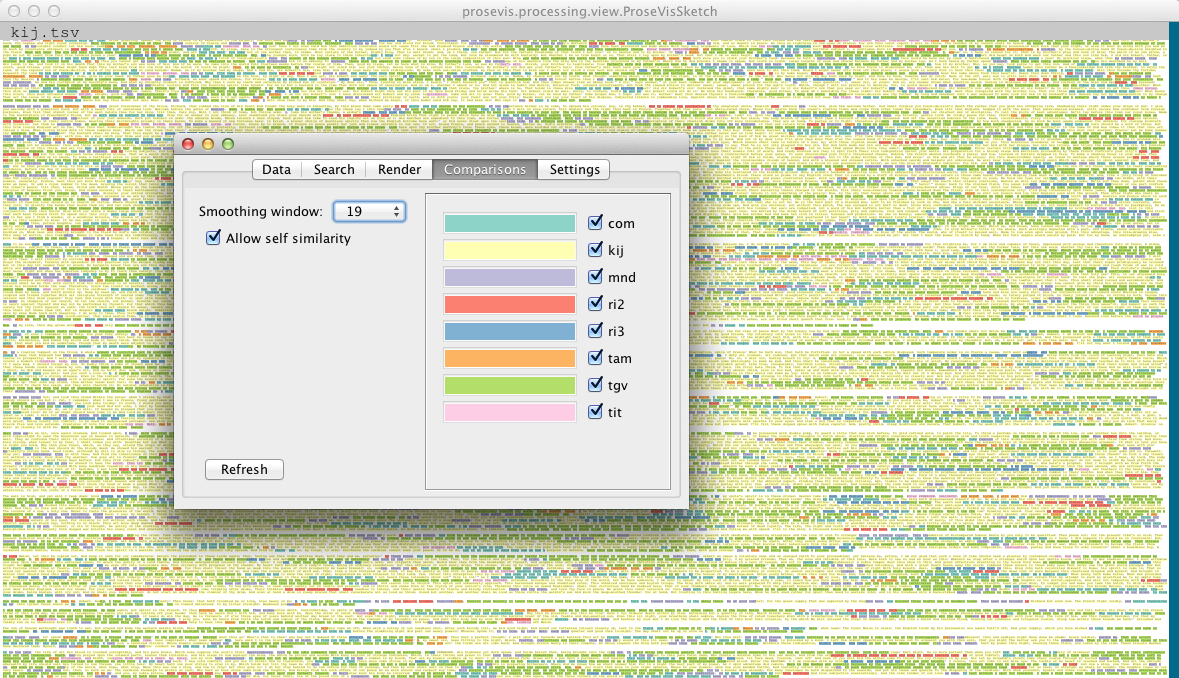 prosevis.processing.view.ProseVisSketch
kij.tsv
Data Search Render Comparisons Settings
Smoothing window: 19
Allow self similarity
com
kij
mnd
ri2
ri3
tam
tgv
tit
Refresh